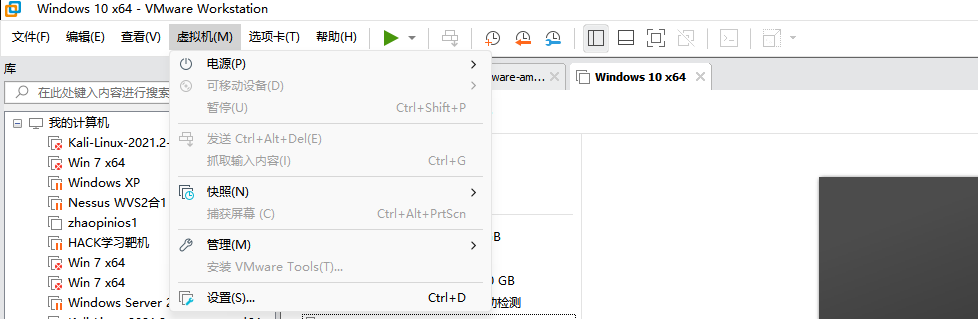 Windows 10 x64 - VMware Workstation
文件(F) 编辑(E) 查看(V) 虚拟机(M) 选项卡(T) 帮助(H)
库
ware-am... Windows 10 x64
在此处键入内容进行搜索
我的计算机
Kali-Linux-2021.2-
Win 7 x64
Windows XP
Nessus WVS2合1
zhaopinios1
HACK学习靶机
Win 7 x64
Win 7 x64
Windows Server 2
电源(P)
可移动设备(D)
暂停(U) Ctrl+Shift+P
发送 Ctrl+Alt+Del(E)
抓取输入内容(I) Ctrl+G
快照(N)
捕获屏幕 (C) Ctrl+Alt+PrtScn
管理(M)
安装 VMware Tools(T)...
设置(S)... Ctrl+D
B
0 GB
动检测